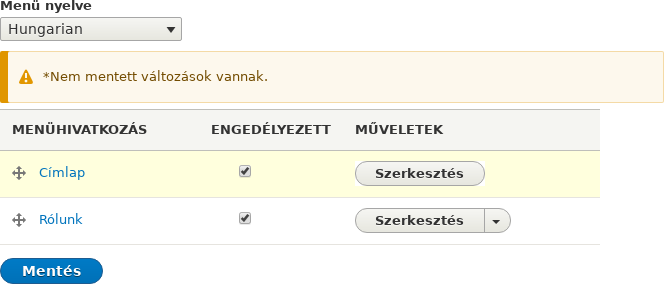 Menü nyelve
Hungarian
*Nem mentett változások vannak.
MENÜHIVATKOZÁS ENGEDÉLYEZETT MŰVELETEK
Címlap Szerkesztés
Rólunk Szerkesztés
Mentés